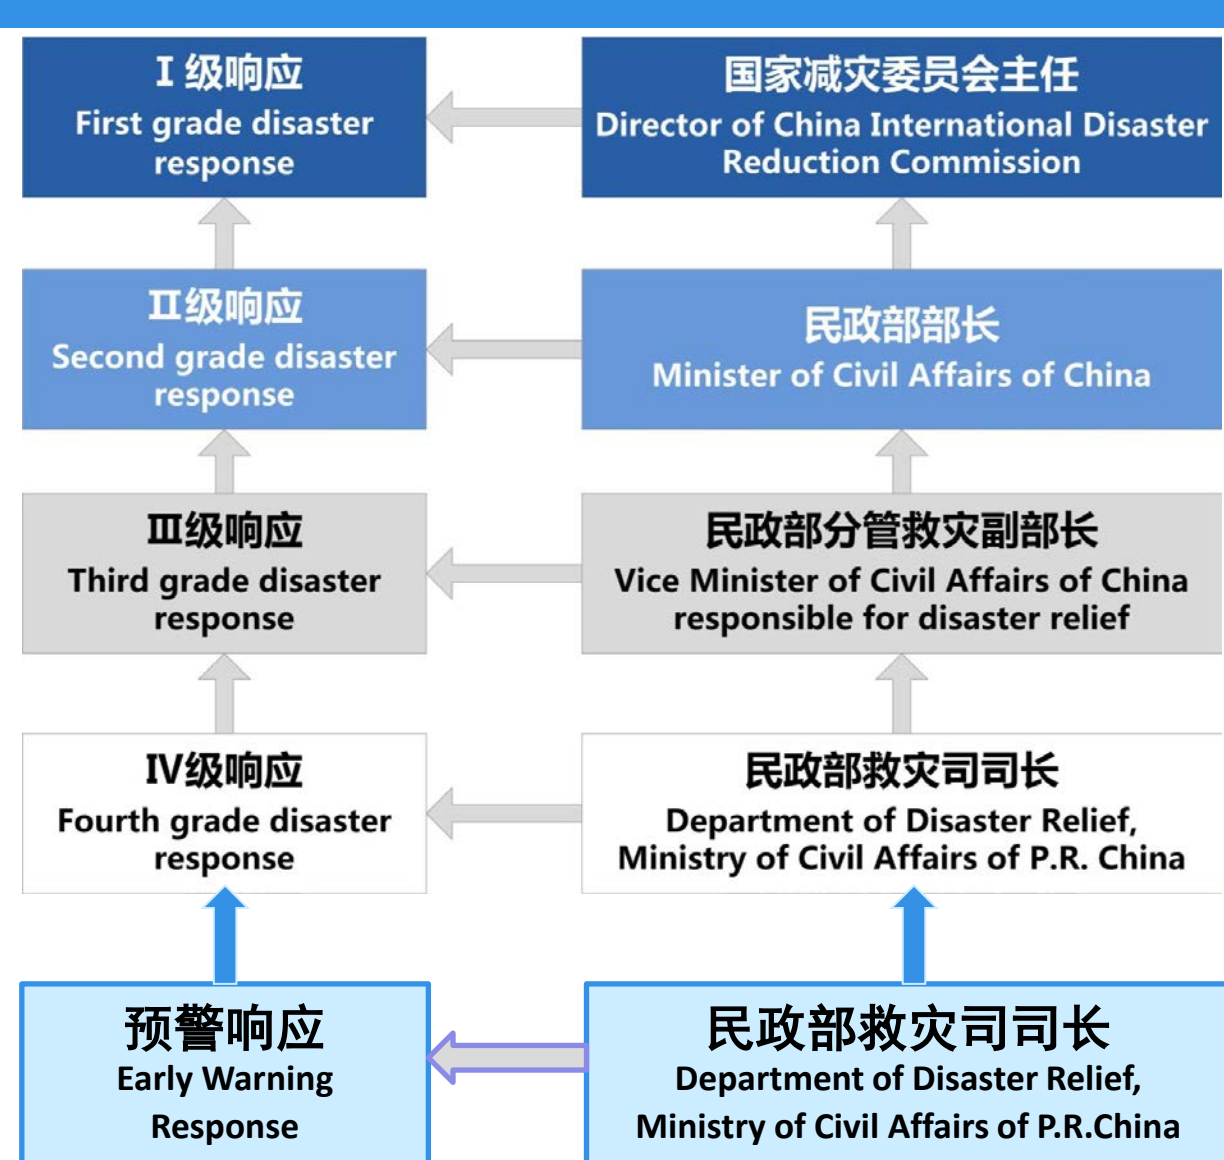 Ⅰ级响应
First grade disaster
response
国家减灾委员会主任
Director of China International Disaster
Reduction Commission
Ⅱ级响应
Second grade disaster
response
民政部部长
Minister of Civil Affairs of China
Ⅲ级响应
Third grade disaster
response
民政部分管救灾副部长
Vice Minister of Civil Affairs of China
responsible for disaster relief
Ⅳ级响应
Fourth grade disaster
response
民政部救灾司司长
Department of Disaster Relief,
Ministry of Civil Affairs of P.R. China
预警响应
Early Warning
Response
民政部救灾司司长
Department of Disaster Relief,
Ministry of Civil Affairs of P.R.China